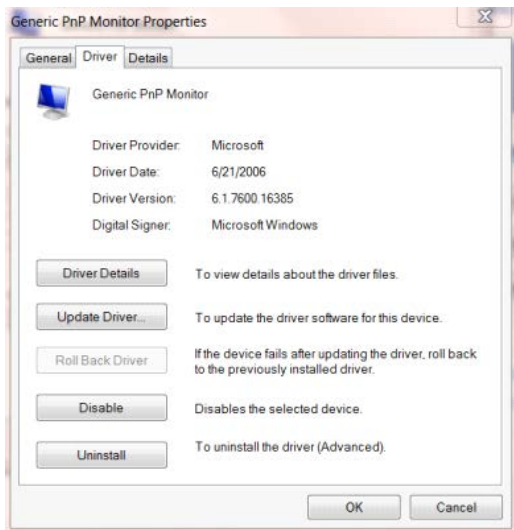 Generic PnP Monitor Properties
General Driver Details
Generic PnP Monitor
Driver Provider: Microsoft
Driver Date: 6/21/2006
Driver Version: 6.1.7600.16385
Digital Signer: Microsoft Windows
Driver Details To view details about the driver files.
Update Driver... To update the driver software for this device.
Roll Back Driver If the device fails after updating the driver, roll back
to the previously installed driver.
Disable Disables the selected device.
Uninstall To uninstall the driver (Advanced).
OK Cancel